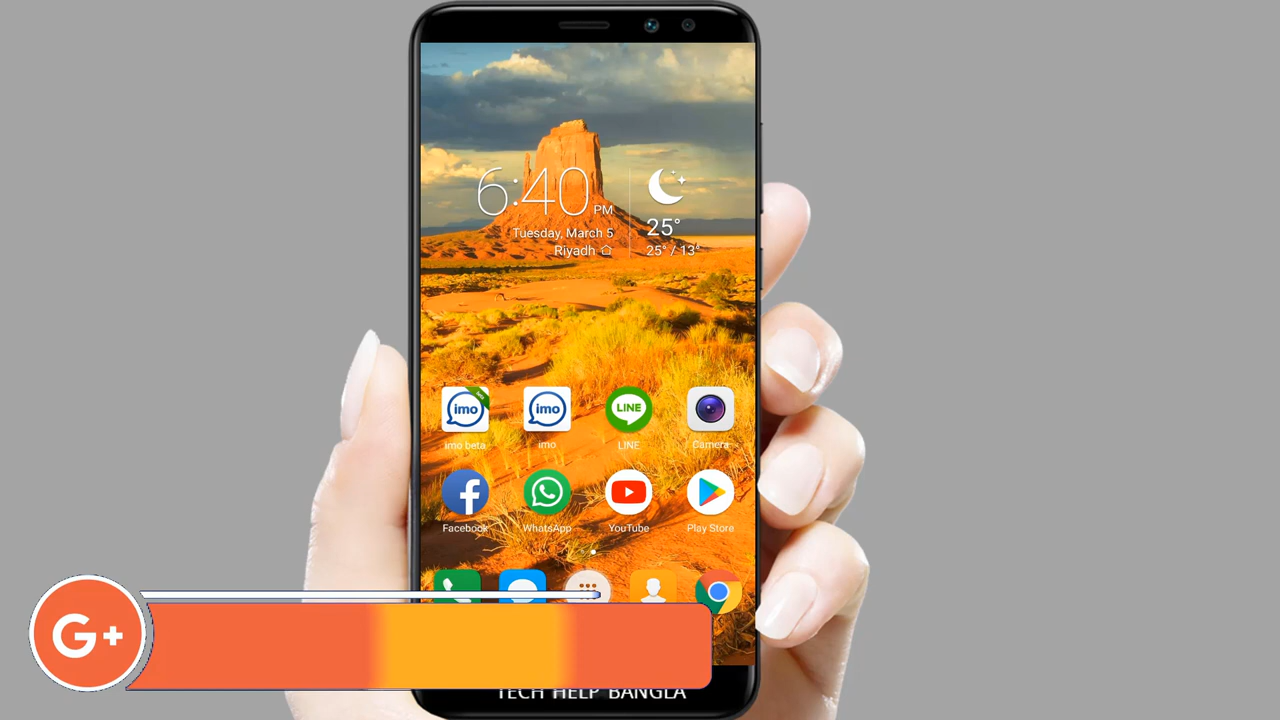 6:40 PM
Tuesday, March 5
Riyadh
25°
25° / 13°
imo
imo
LINE
imo beta
imo
LINE
Camera
Facebook
WhatsApp
YouTube
Play Store
G+
TECH HELP BANGLA